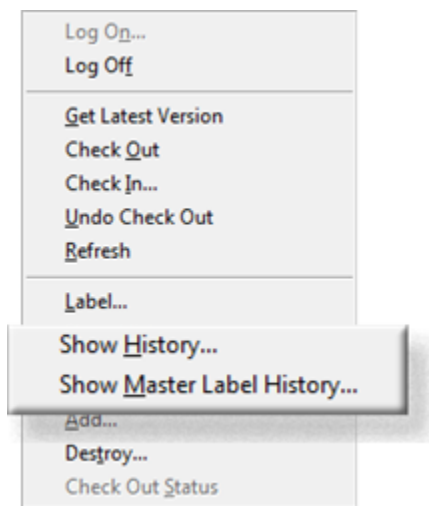 Log On...
Log Off
Get Latest Version
Check Out
Check In...
Undo Check Out
Refresh
Label...
Show History...
Show Master Label History...
Add...
Destroy...
Check Out Status